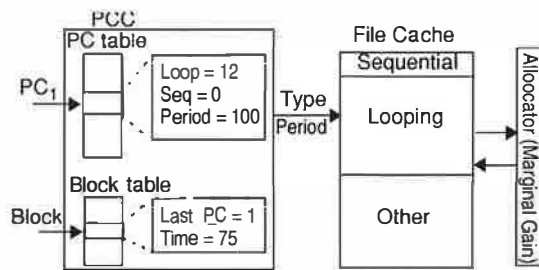 PCC
PC table
Loop = 12
Seq = 0
Period = 100
PC1
Block table
Last PC = 1
Time = 75
Block
Type
Period
File Cache
Sequential
Looping
Other
Alloocator (Marginal Gain)